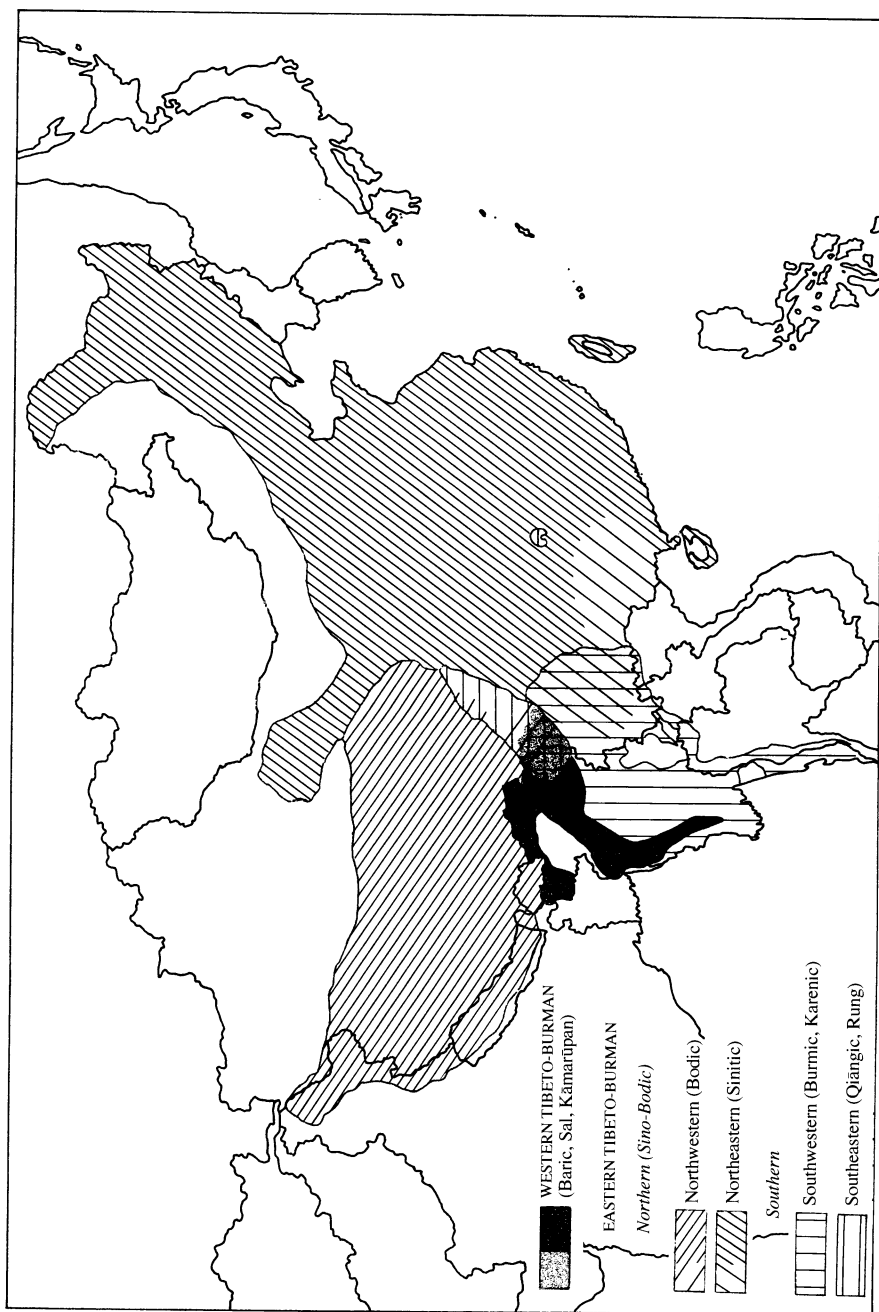 WESTERN TIBETO-BURMAN
(Baric, Sal, Kāmarūpan)
EASTERN TIBETO-BURMAN
Northern (Sino-Bodic)
Northwestern (Bodic)
Northeastern (Sinitic)
Southern
Southwestern (Burmic, Karenic)
Southeastern (Qiāngic, Rung)